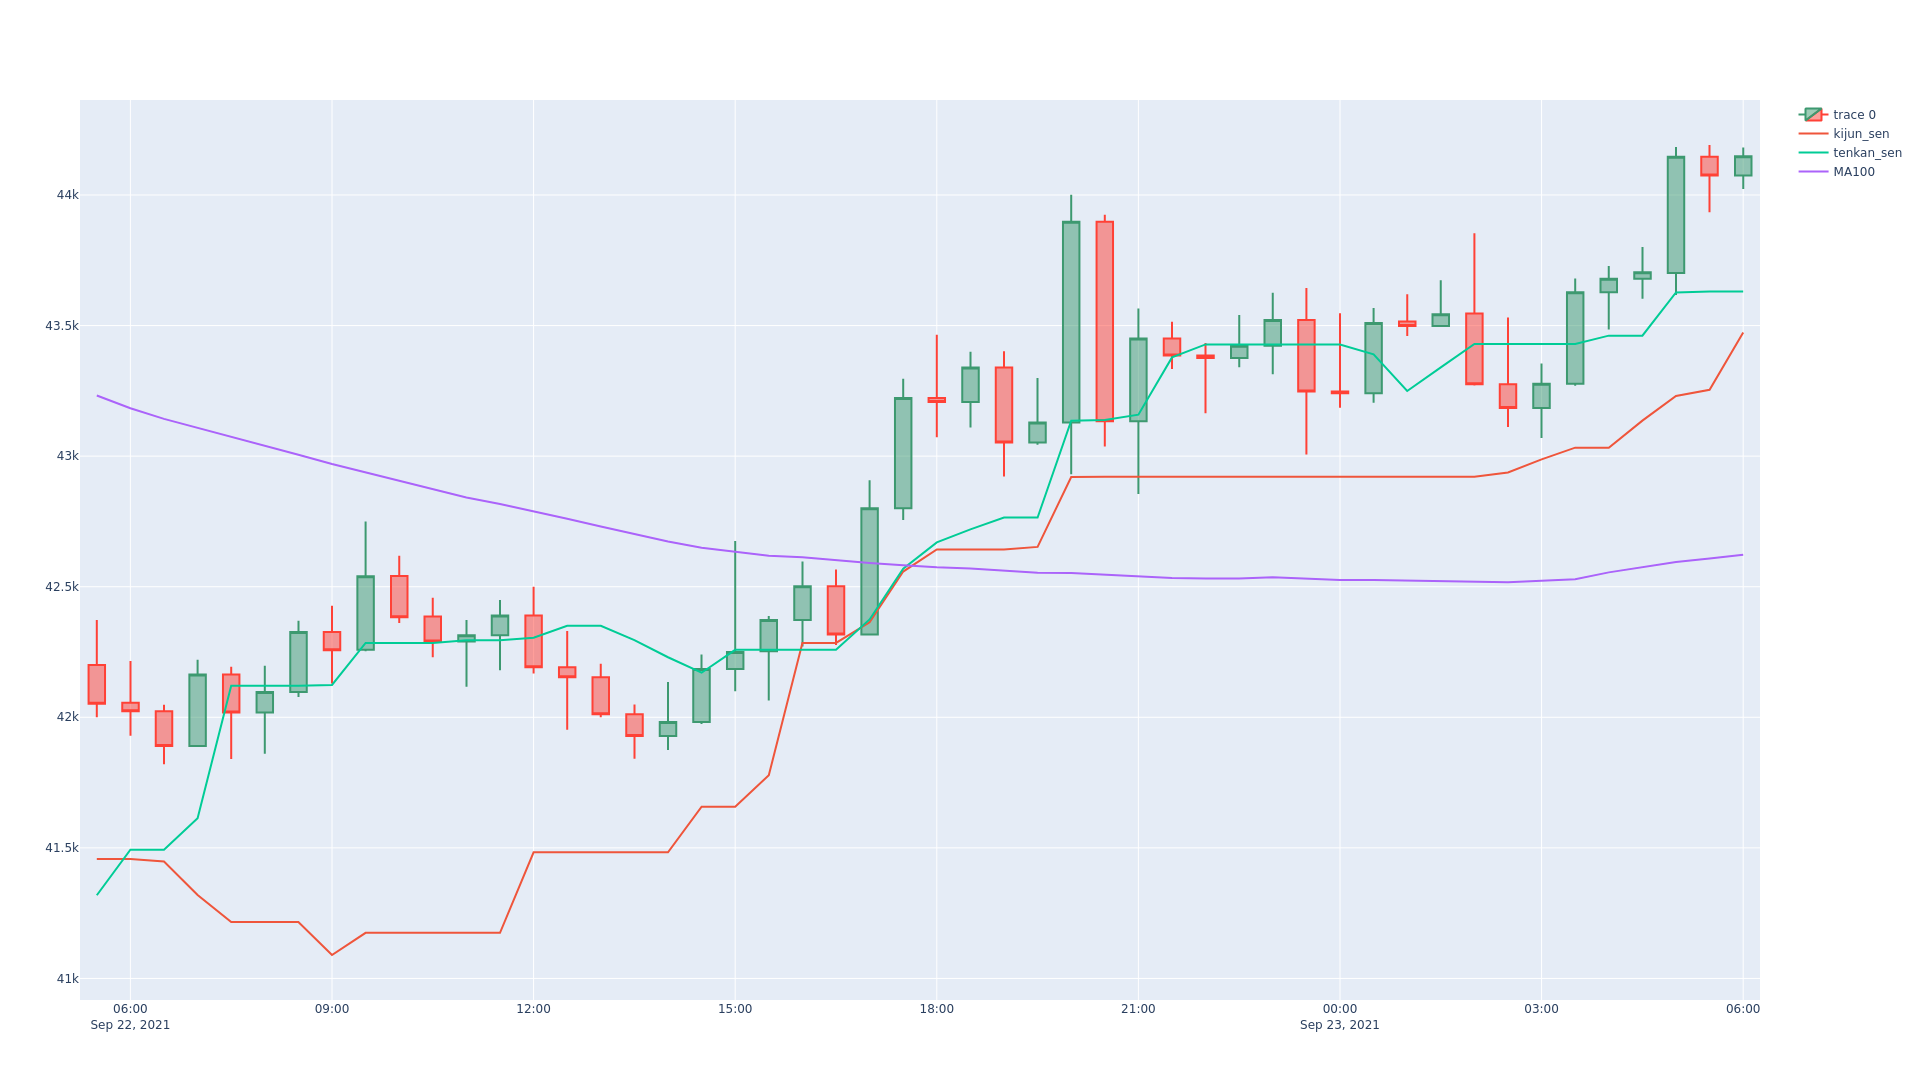 trace 0
kijun_sen
tenkan_sen
MA100
44k
43.5k
43k
42.5k
42k
41.5k
41k
06:00 09:00 12:00 15:00 18:00 21:00 00:00 03:00 06:00
Sep 22, 2021 Sep 23, 2021